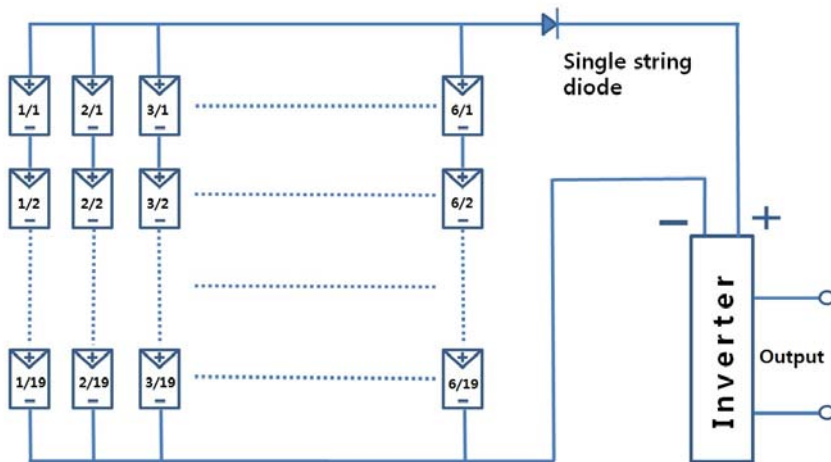 Single string
diode
+ + + +
1/1 2/1 3/1 6/1
− − − −
+ + + +
1/2 2/2 3/2 6/2
− − − −
− +
Inverter
+ + + +
1/19 2/19 3/19 6/19
− − − −
Output